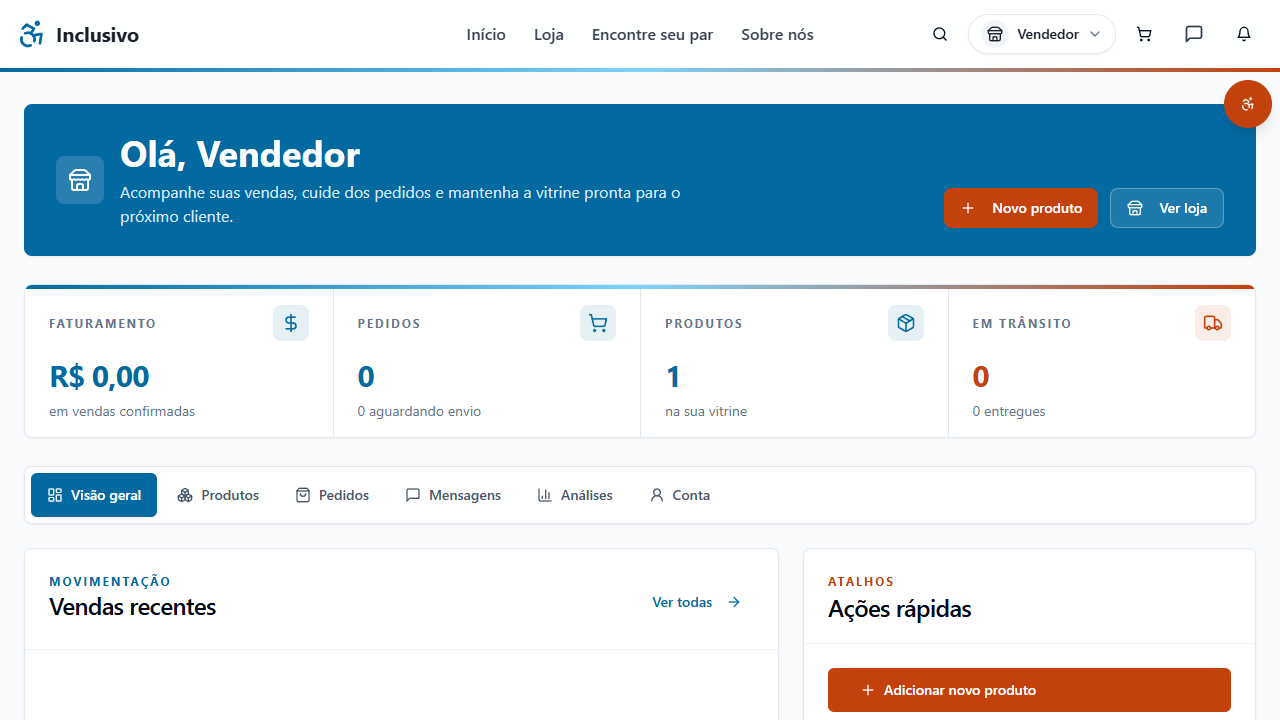 Inclusivo
Início
Loja
Encontre seu par
Sobre nós
Vendedor
Olá, Vendedor
Acompanhe suas vendas, cuide dos pedidos e mantenha a vitrine pronta para o
próximo cliente.
Novo produto
Ver loja
FATURAMENTO
R$ 0,00
em vendas confirmadas
PEDIDOS
0
0 aguardando envio
PRODUTOS
1
na sua vitrine
EM TRÂNSITO
0
0 entregues
Visão geral
Produtos
Pedidos
Mensagens
Análises
Conta
MOVIMENTAÇÃO
Vendas recentes
Ver todas
ATALHOS
Ações rápidas
Adicionar novo produto